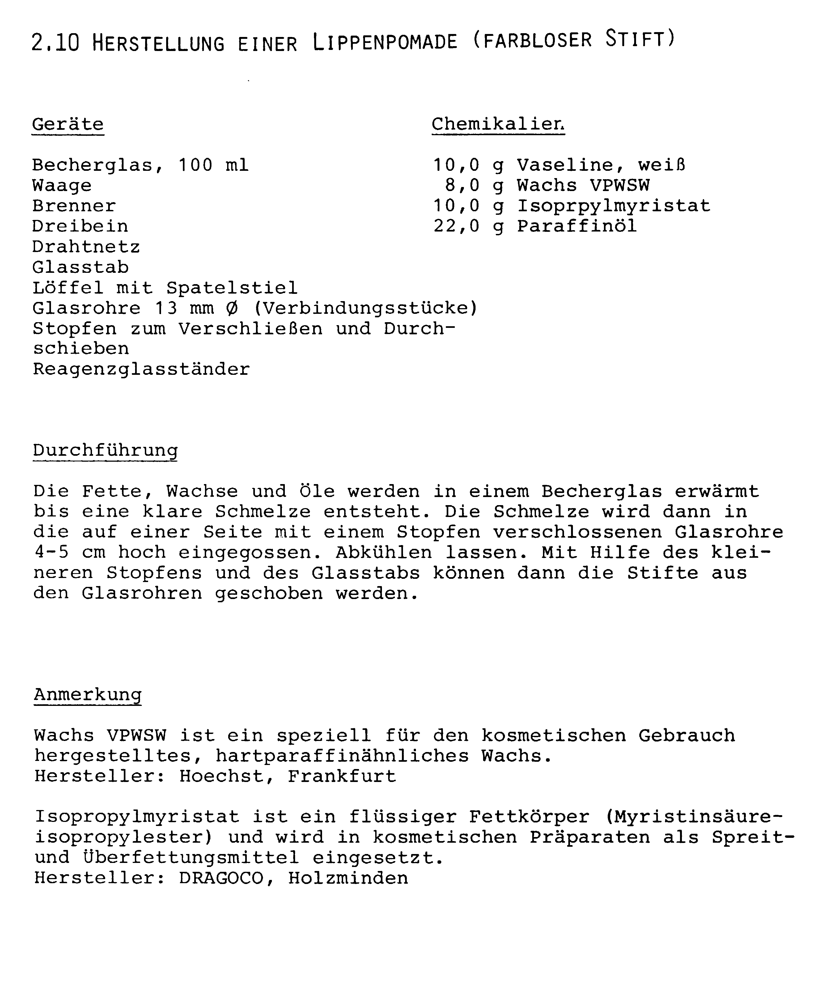 2.10 HERSTELLUNG EINER LIPPENPOMADE (FARBLOSER STIFT)
Geräte
Becherglas, 100 ml
Waage
Brenner
Dreibein
Drahtnetz
Glasstab
Löffel mit Spatelstiel
Glasrohre 13 mm Ø (Verbindungsstücke)
Stopfen zum Verschließen und Durch-
schieben
Reagenzglasständer
Chemikalien
10,0 g Vaseline, weiß
8,0 g Wachs VPWSW
10,0 g Isoprpylmyristat
22,0 g Paraffinöl
Durchführung
Die Fette, Wachse und Öle werden in einem Becherglas erwärmt
bis eine klare Schmelze entsteht. Die Schmelze wird dann in
die auf einer Seite mit einem Stopfen verschlossenen Glasrohre
4-5 cm hoch eingegossen. Abkühlen lassen. Mit Hilfe des klei-
neren Stopfens und des Glasstabs können dann die Stifte aus
den Glasrohren geschoben werden.
Anmerkung
Wachs VPWSW ist ein speziell für den kosmetischen Gebrauch
hergestelltes, hartparaffinähnliches Wachs.
Hersteller: Hoechst, Frankfurt
Isopropylmyristat ist ein flüssiger Fettkörper (Myristinsäure-
isopropylester) und wird in kosmetischen Präparaten als Spreit-
und Überfettungsmittel eingesetzt.
Hersteller: DRAGOCO, Holzminden